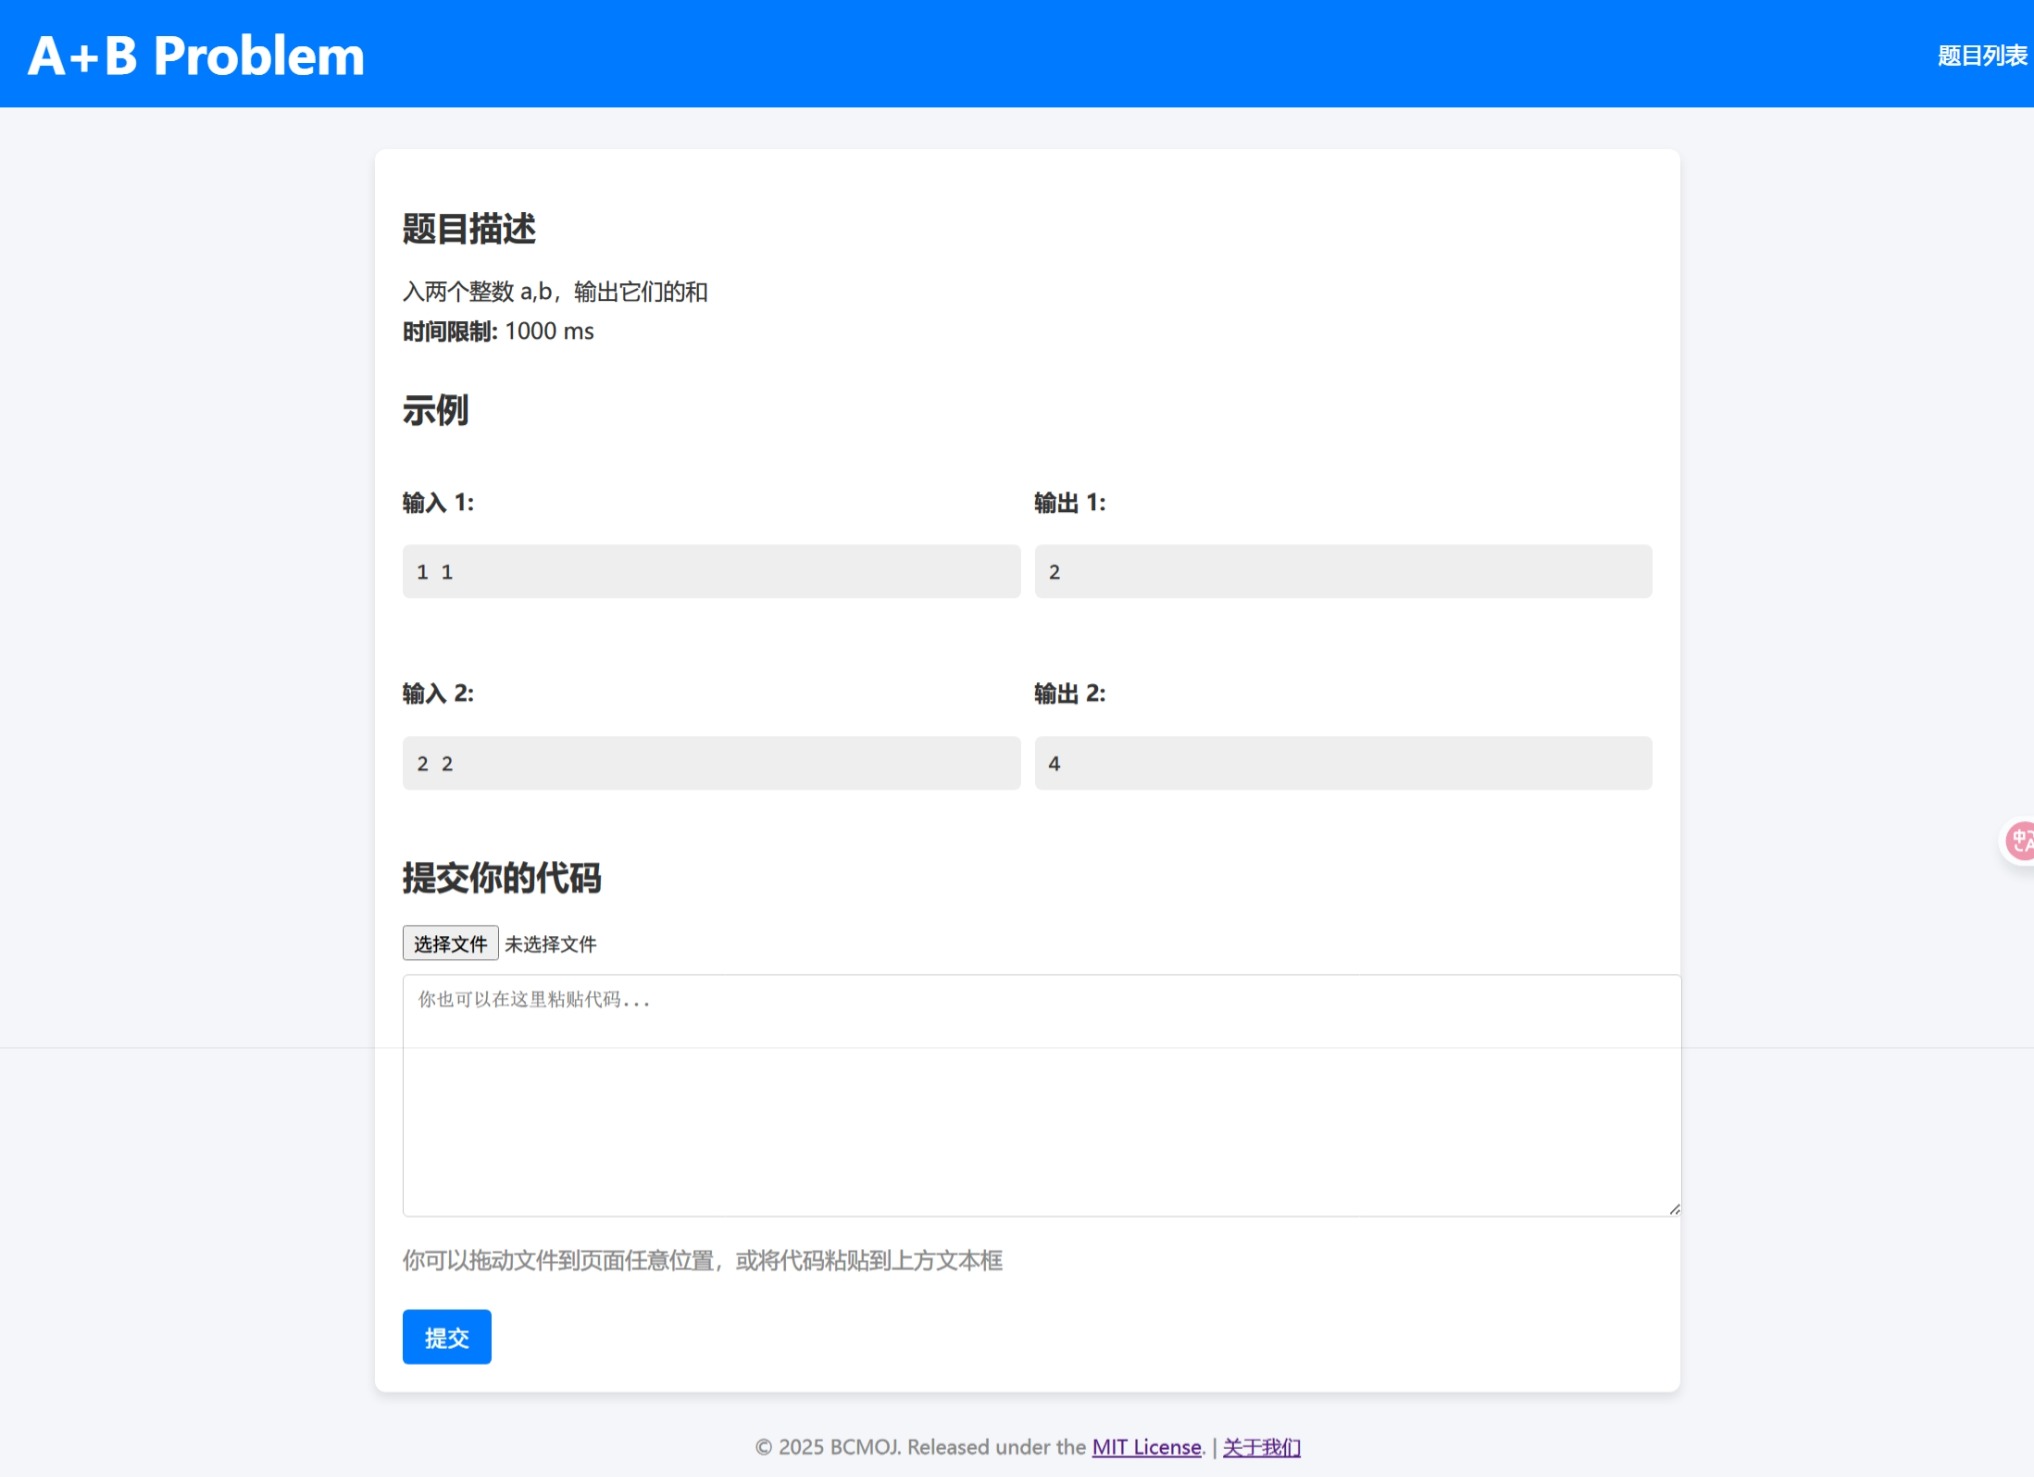 A+B Problem
题目列表
题目描述
入两个整数 a,b，输出它们的和
时间限制: 1000 ms
示例
输入 1:
输出 1:
1 1
2
输入 2:
输出 2:
2 2
4
提交你的代码
选择文件 未选择文件
你也可以在这里粘贴代码...
你可以拖动文件到页面任意位置，或将代码粘贴到上方文本框
提交
© 2025 BCMOJ. Released under the MIT License. | 关于我们
中
A